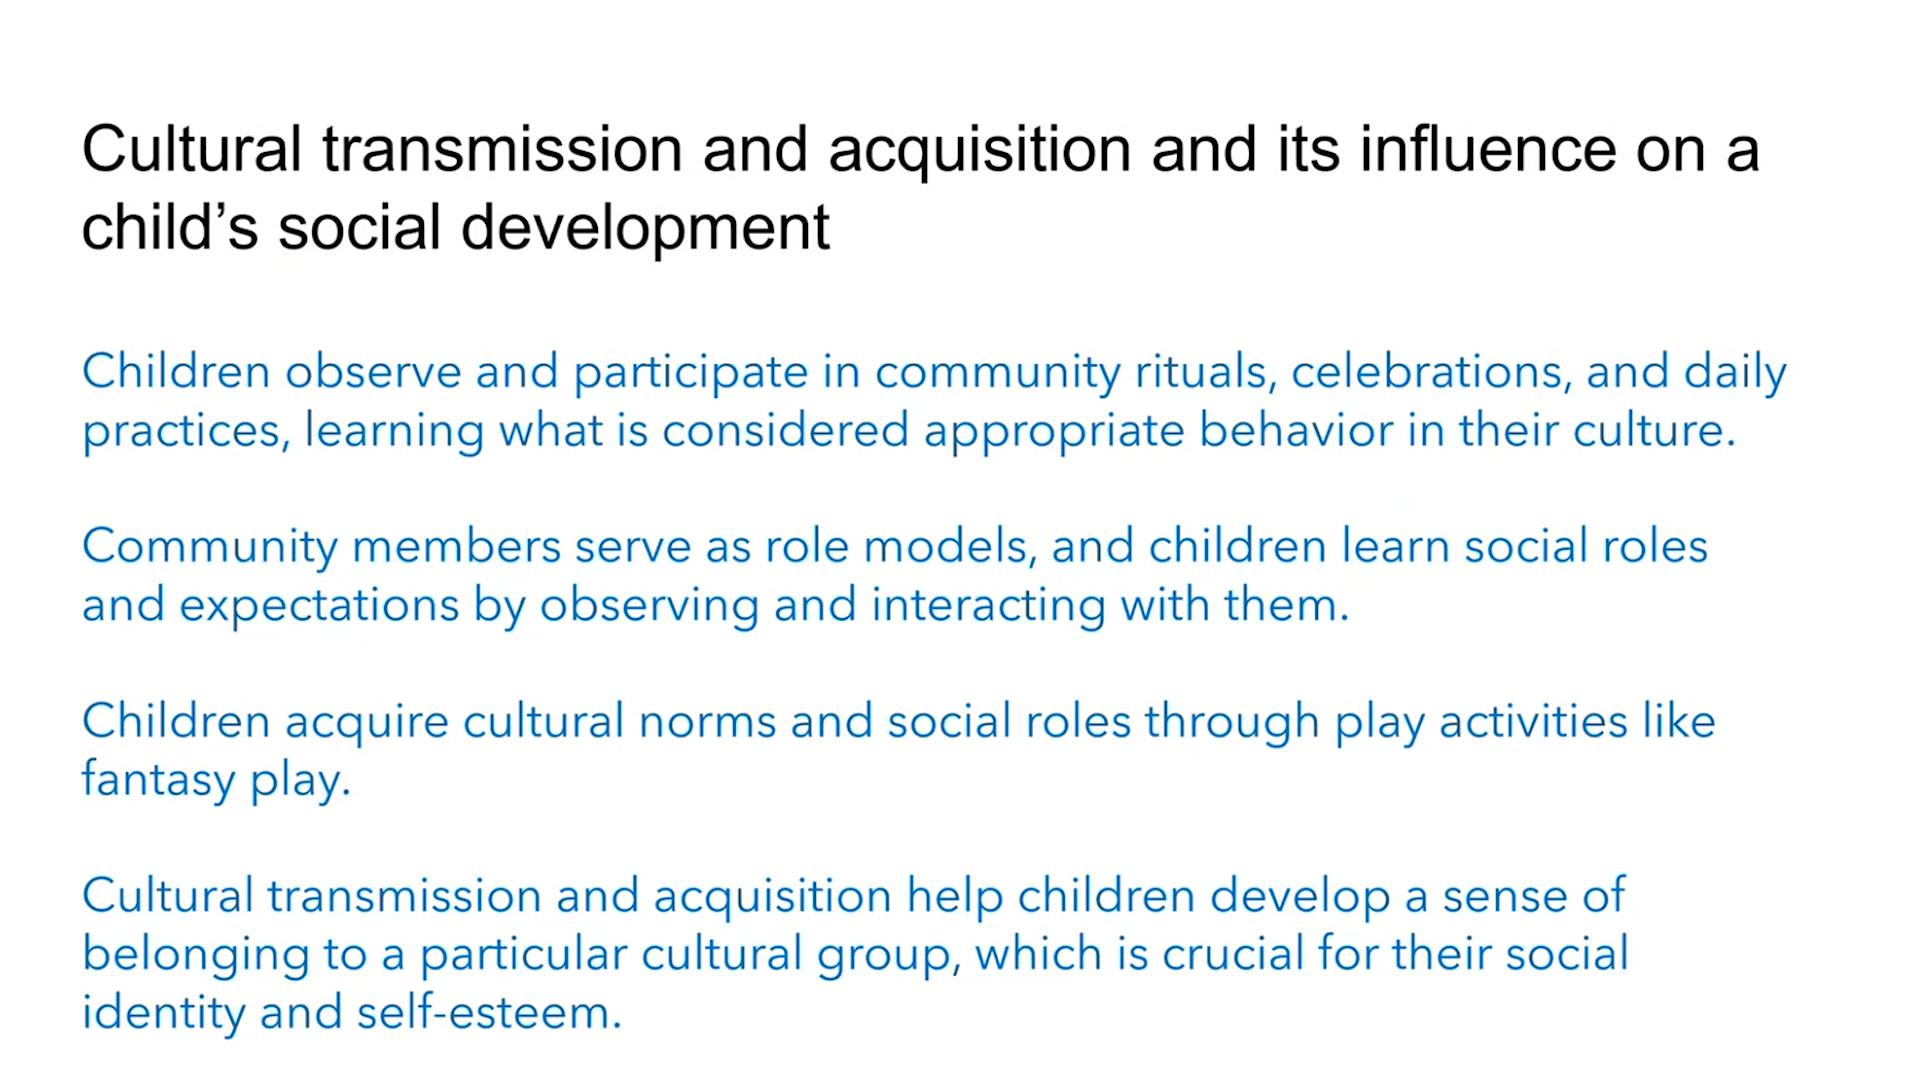 Cultural transmission and acquisition and its influence on a
child’s social development
Children observe and participate in community rituals, celebrations, and daily
practices, learning what is considered appropriate behavior in their culture.
Community members serve as role models, and children learn social roles
and expectations by observing and interacting with them.
Children acquire cultural norms and social roles through play activities like
fantasy play.
Cultural transmission and acquisition help children develop a sense of
belonging to a particular cultural group, which is crucial for their social
identity and self-esteem.